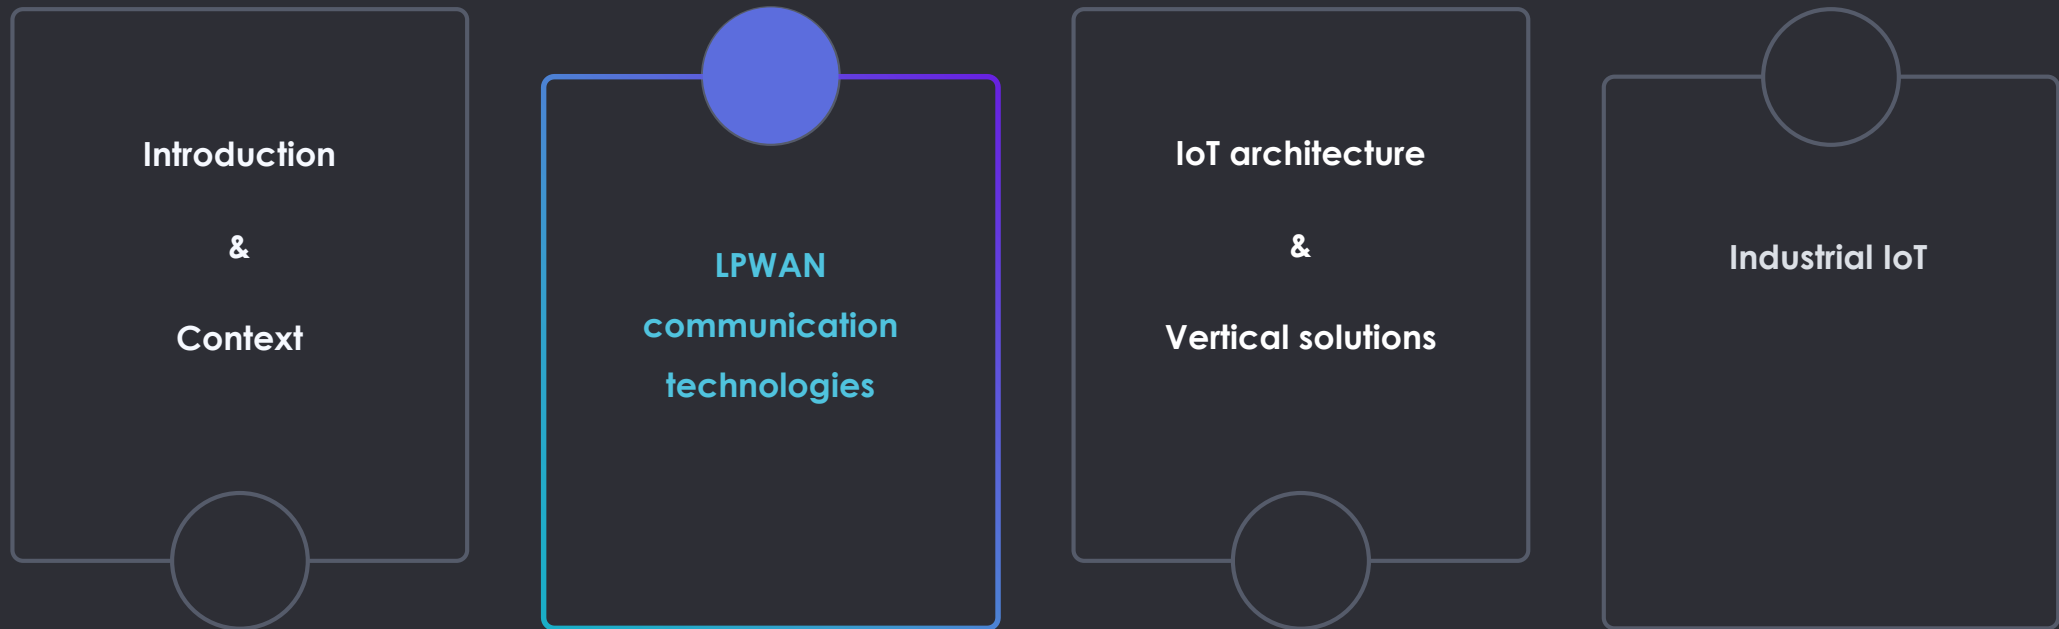 Introduction
&
Context
LPWAN
communication
technologies
IoT architecture
&
Vertical solutions
Industrial IoT